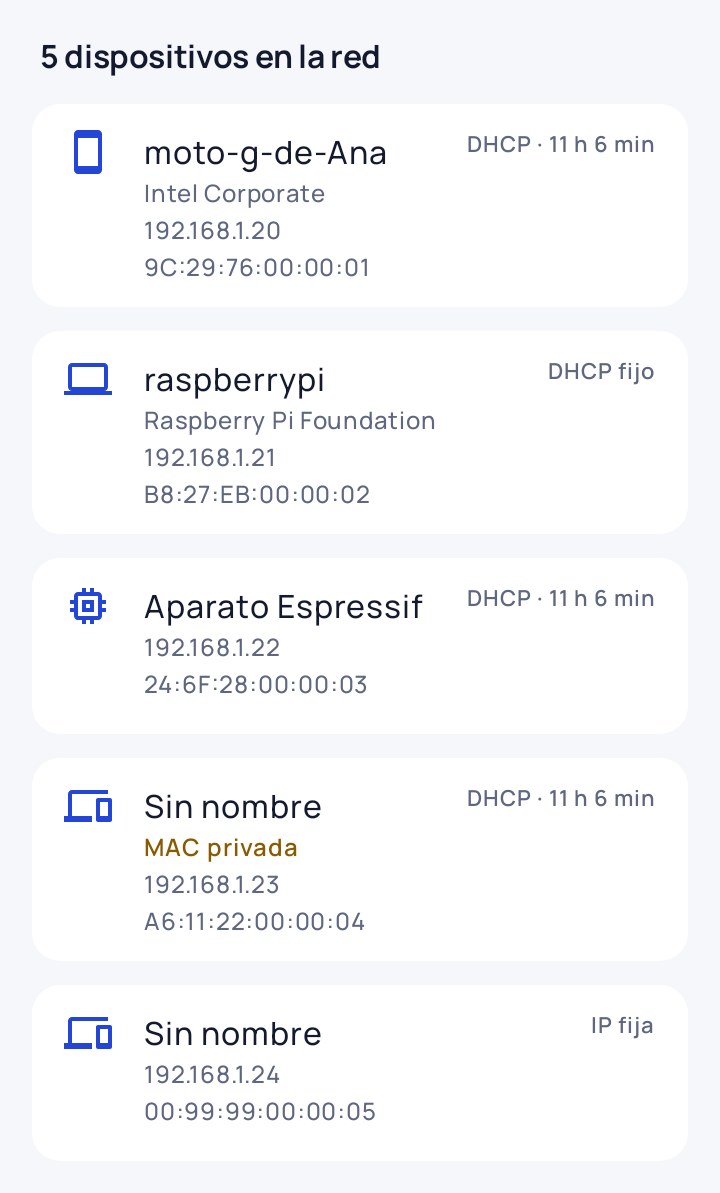 5 dispositivos en la red
moto-g-de-Ana
DHCP · 11 h 6 min
Intel Corporate
192.168.1.20
9C:29:76:00:00:01
raspberrypi
DHCP fijo
Raspberry Pi Foundation
192.168.1.21
B8:27:EB:00:00:02
Aparato Espressif
DHCP · 11 h 6 min
192.168.1.22
24:6F:28:00:00:03
Sin nombre
DHCP · 11 h 6 min
MAC privada
192.168.1.23
A6:11:22:00:00:04
Sin nombre
IP fija
192.168.1.24
00:99:99:00:00:05